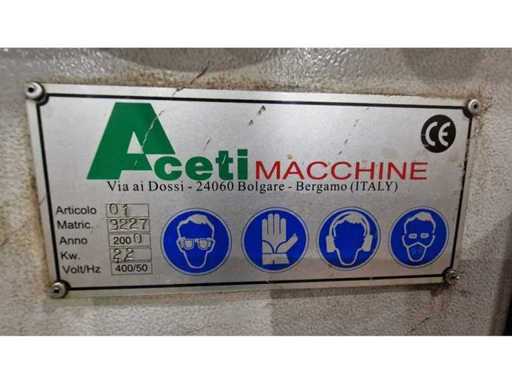 Aceti MACCHINE
CE
Via ai Dossi - 24060 Bolgare - Bergamo (ITALY)
Articolo 01
Matric. 3227
Anno 2000
Kw. 22
Volt/Hz 400/50